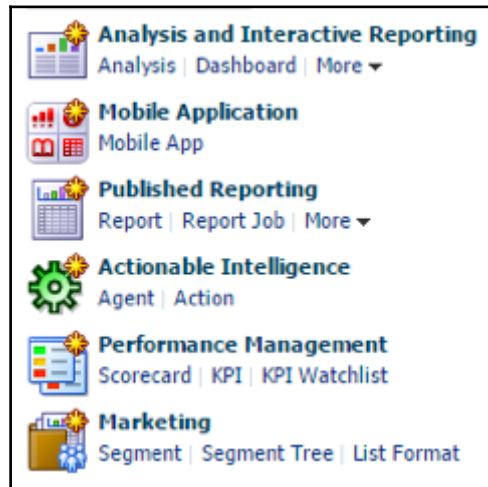 Analysis and Interactive Reporting
Analysis | Dashboard | More
Mobile Application
Mobile App
Published Reporting
Report | Report Job | More
Actionable Intelligence
Agent | Action
Performance Management
Scorecard | KPI | KPI Watchlist
Marketing
Segment | Segment Tree | List Format